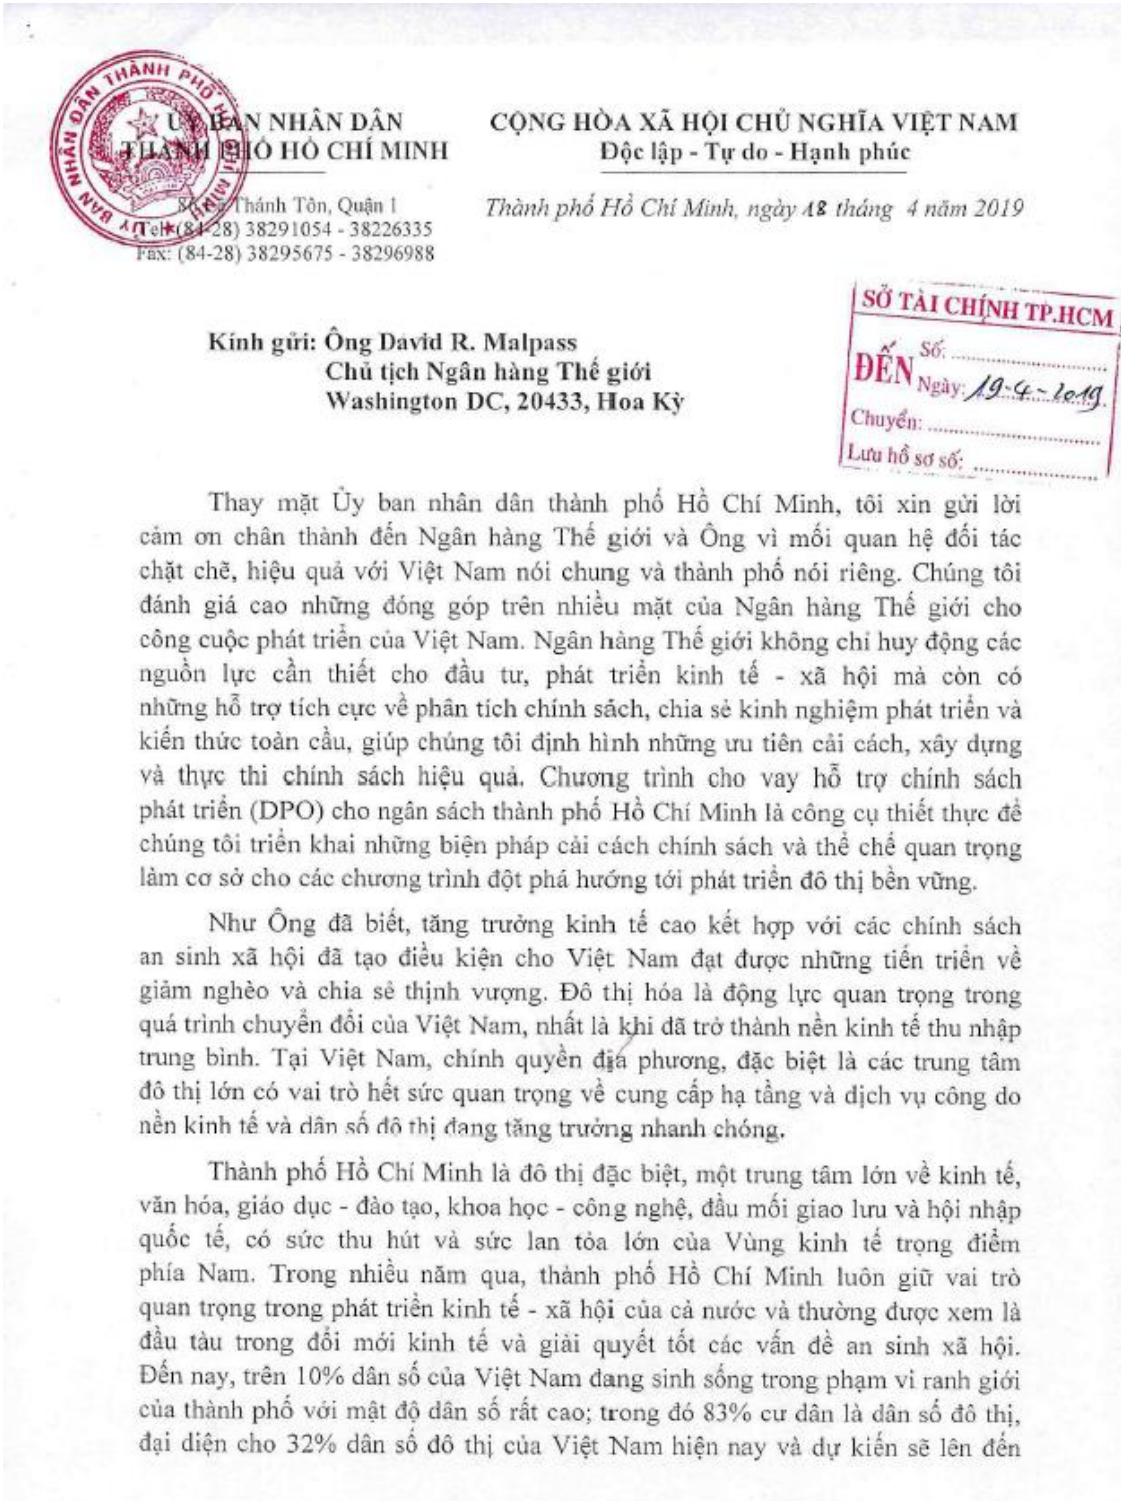 ỦY BAN NHÂN DÂN THÀNH PHỐ HỒ CHÍ MINH
ỦY BAN NHÂN DÂN
THÀNH PHỐ HỒ CHÍ MINH
86 Lê Thánh Tôn, Quận 1
Tel: (84-28) 38291054 - 38226335
Fax: (84-28) 38295675 - 38296988
CỘNG HÒA XÃ HỘI CHỦ NGHĨA VIỆT NAM
Độc lập - Tự do - Hạnh phúc
Thành phố Hồ Chí Minh, ngày 18 tháng 4 năm 2019
SỞ TÀI CHÍNH TP.HCM
ĐẾN
Số: ....................
Ngày: 19-4-2019
Chuyển: ....................
Lưu hồ sơ số: ....................
Kính gửi: Ông David R. Malpass
Chủ tịch Ngân hàng Thế giới
Washington DC, 20433, Hoa Kỳ
Thay mặt Ủy ban nhân dân thành phố Hồ Chí Minh, tôi xin gửi lời
cảm ơn chân thành đến Ngân hàng Thế giới và Ông vì mối quan hệ đối tác
chặt chẽ, hiệu quả với Việt Nam nói chung và thành phố nói riêng. Chúng tôi
đánh giá cao những đóng góp trên nhiều mặt của Ngân hàng Thế giới cho
công cuộc phát triển của Việt Nam. Ngân hàng Thế giới không chỉ huy động các
nguồn lực cần thiết cho đầu tư, phát triển kinh tế - xã hội mà còn có
những hỗ trợ tích cực về phân tích chính sách, chia sẻ kinh nghiệm phát triển và
kiến thức toàn cầu, giúp chúng tôi định hình những ưu tiên cải cách, xây dựng
và thực thi chính sách hiệu quả. Chương trình cho vay hỗ trợ chính sách
phát triển (DPO) cho ngân sách thành phố Hồ Chí Minh là công cụ thiết thực để
chúng tôi triển khai những biện pháp cải cách chính sách và thể chế quan trọng
làm cơ sở cho các chương trình đột phá hướng tới phát triển đô thị bền vững.
Như Ông đã biết, tăng trưởng kinh tế cao kết hợp với các chính sách
an sinh xã hội đã tạo điều kiện cho Việt Nam đạt được những tiến triển về
giảm nghèo và chia sẻ thịnh vượng. Đô thị hóa là động lực quan trọng trong
quá trình chuyển đổi của Việt Nam, nhất là khi đã trở thành nền kinh tế thu nhập
trung bình. Tại Việt Nam, chính quyền địa phương, đặc biệt là các trung tâm
đô thị lớn có vai trò hết sức quan trọng về cung cấp hạ tầng và dịch vụ công do
nền kinh tế và dân số đô thị đang tăng trưởng nhanh chóng.
Thành phố Hồ Chí Minh là đô thị đặc biệt, một trung tâm lớn về kinh tế,
văn hóa, giáo dục - đào tạo, khoa học - công nghệ, đầu mối giao lưu và hội nhập
quốc tế, có sức thu hút và sức lan tỏa lớn của Vùng kinh tế trọng điểm
phía Nam. Trong nhiều năm qua, thành phố Hồ Chí Minh luôn giữ vai trò
quan trọng trong phát triển kinh tế - xã hội của cả nước và thường được xem là
đầu tàu trong đổi mới kinh tế và giải quyết tốt các vấn đề an sinh xã hội.
Đến nay, trên 10% dân số của Việt Nam đang sinh sống trong phạm vi ranh giới
của thành phố với mật độ dân số rất cao; trong đó 83% cư dân là dân số đô thị,
đại diện cho 32% dân số đô thị của Việt Nam hiện nay và dự kiến sẽ lên đến